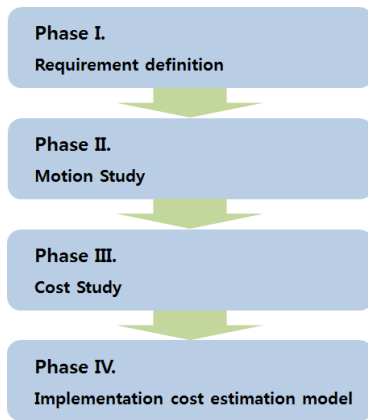 Phase I.
Requirement definition
Phase II.
Motion Study
Phase III.
Cost Study
Phase IV.
Implementation cost estimation model